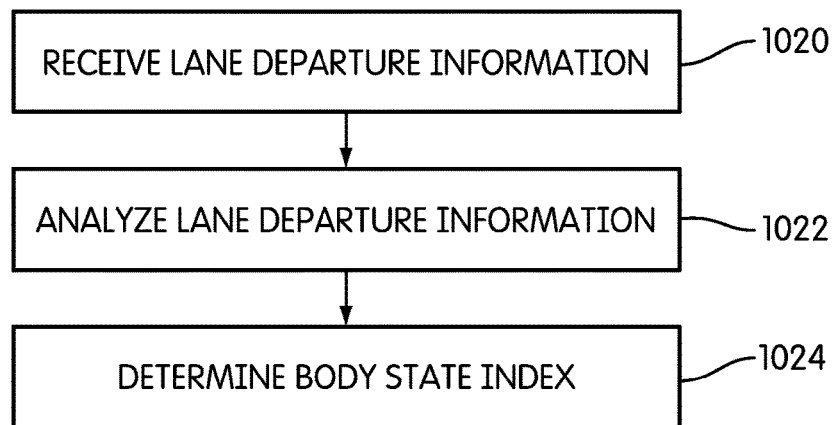 RECEIVE LANE DEPARTURE INFORMATION
1020
ANALYZE LANE DEPARTURE INFORMATION
1022
DETERMINE BODY STATE INDEX
1024